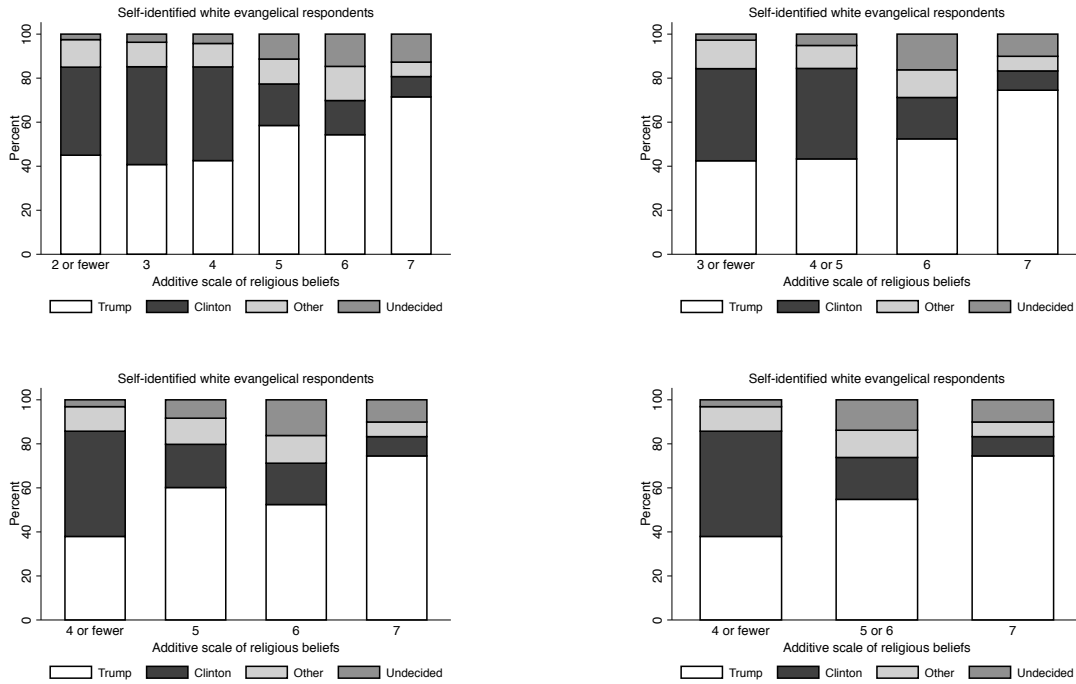 Self-identified white evangelical respondents
100
80
60
40
20
0
Percent
2 or fewer 3 4 5 6 7
Additive scale of religious beliefs
Trump Clinton Other Undecided
Self-identified white evangelical respondents
100
80
60
40
20
0
Percent
3 or fewer 4 or 5 6 7
Additive scale of religious beliefs
Trump Clinton Other Undecided
Self-identified white evangelical respondents
100
80
60
40
20
0
Percent
4 or fewer 5 6 7
Additive scale of religious beliefs
Trump Clinton Other Undecided
Self-identified white evangelical respondents
100
80
60
40
20
0
Percent
4 or fewer 5 or 6 7
Additive scale of religious beliefs
Trump Clinton Other Undecided